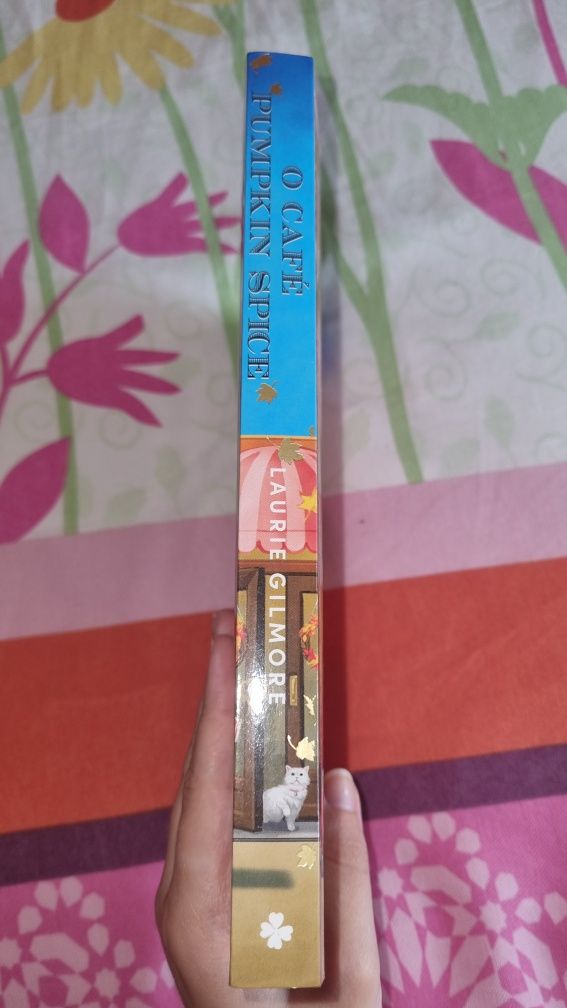 O CAFÉ
PUMPKIN SPICE
LAURIE GILMORE